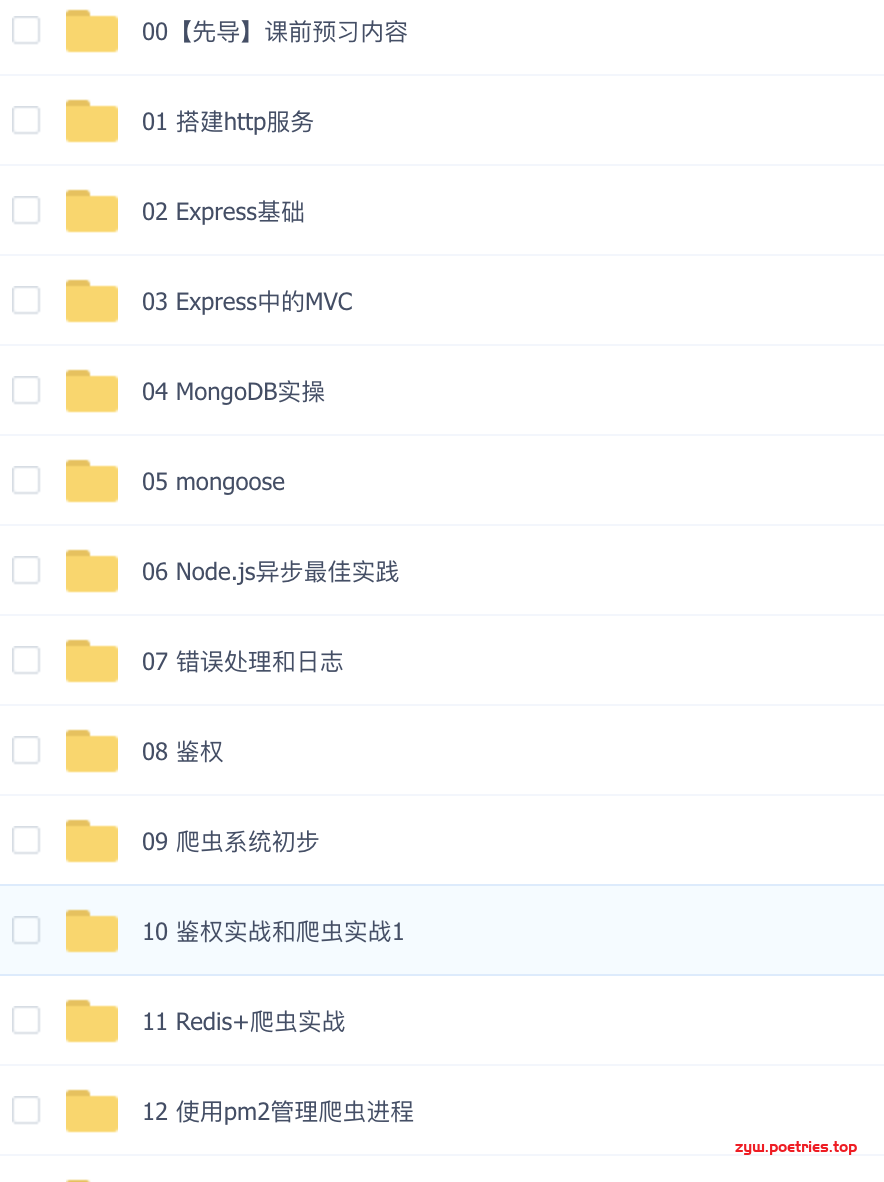 00【先导】课前预习内容
01 搭建http服务
02 Express基础
03 Express中的MVC
04 MongoDB实操
05 mongoose
06 Node.js异步最佳实践
07 错误处理和日志
08 鉴权
09 爬虫系统初步
10 鉴权实战和爬虫实战1
11 Redis+爬虫实战
12 使用pm2管理爬虫进程
zyw.poetries.top